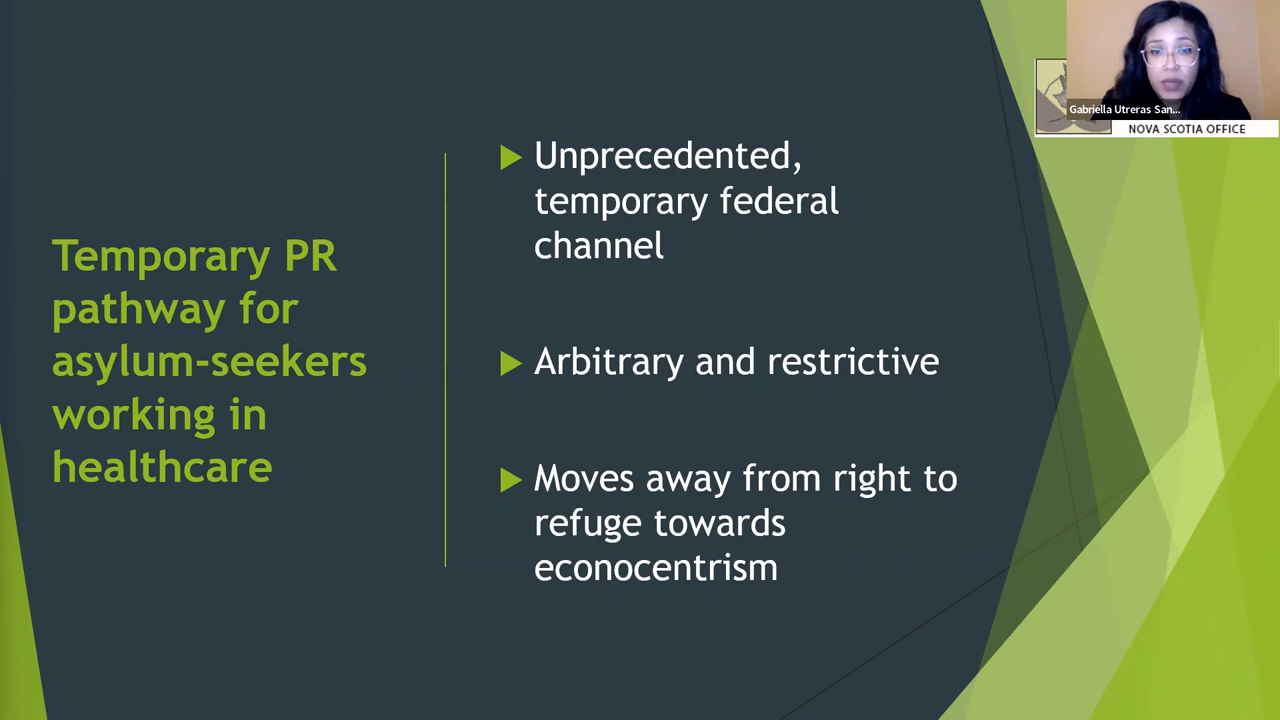 Temporary PR
pathway for
asylum-seekers
working in
healthcare
Unprecedented,
temporary federal
channel
Arbitrary and restrictive
Moves away from right to
refuge towards
econocentrism
Gabriella Utreras San...
NOVA SCOTIA OFFICE